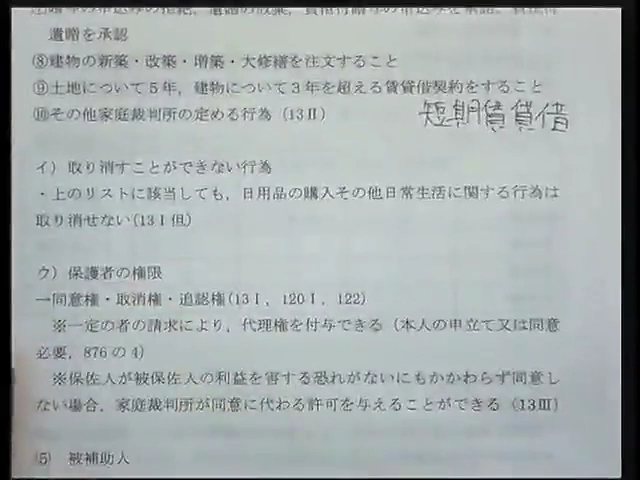 遺贈を承認
⑧建物の新築・改築・増築・大修繕を注文すること
⑨土地について5年，建物について3年を超える賃貸借契約をすること
⑩その他家庭裁判所の定める行為（13Ⅱ）
短期賃貸借
イ）取り消すことができない行為
・上のリストに該当しても，日用品の購入その他日常生活に関する行為は
取り消せない(13Ⅰ但)
ウ）保護者の権限
―同意権・取消権・追認権(13Ⅰ，120Ⅰ，122)
※一定の者の請求により，代理権を付与できる（本人の申立て又は同意
必要，876の4)
※保佐人が被保佐人の利益を害する恐れがないにもかかわらず同意し
ない場合，家庭裁判所が同意に代わる許可を与えることができる（13Ⅲ)
(5)　被補助人